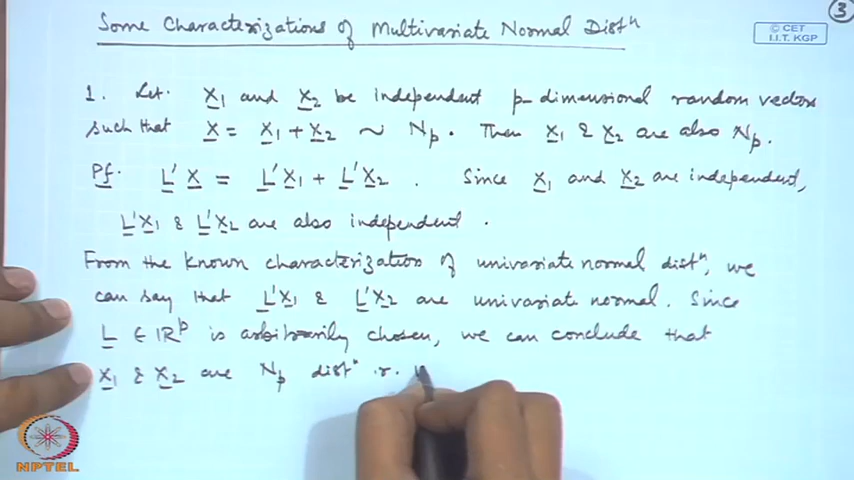 3
Some Characterizations of Multivariate Normal Distⁿ
© CET
I.I.T. KGP
1. Let X₁ and X₂ be independent p-dimensional random vectors
such that X = X₁ + X₂ ~ Nₚ. Then X₁ & X₂ are also Nₚ.
Pf. L'X = L'X₁ + L'X₂. Since X₁ and X₂ are independent,
L'X₁ & L'X₂ are also independent.
From the known characterization of univariate normal distⁿ, we
can say that L'X₁ & L'X₂ are univariate normal. Since
L ∈ ℝᵖ is arbitrarily chosen, we can conclude that
X₁ & X₂ are Nₚ distⁿ r.
NPTEL